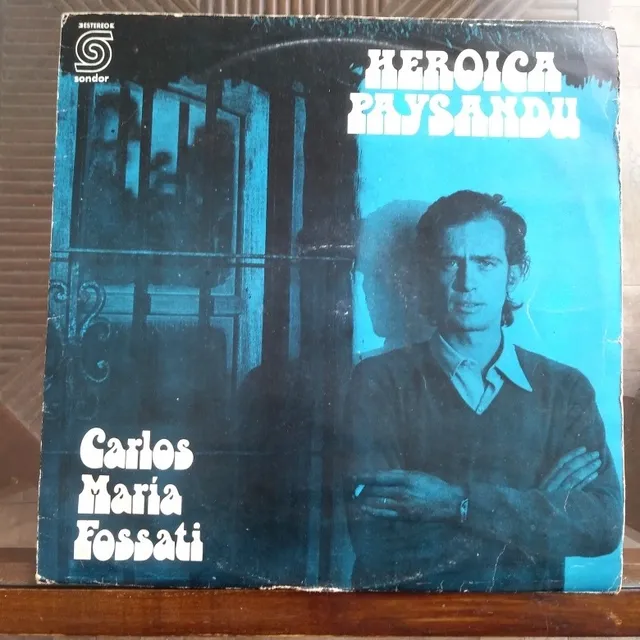 ESTEREO
sondor
HEROICA
PAYSANDU
Carlos
María
Fossati